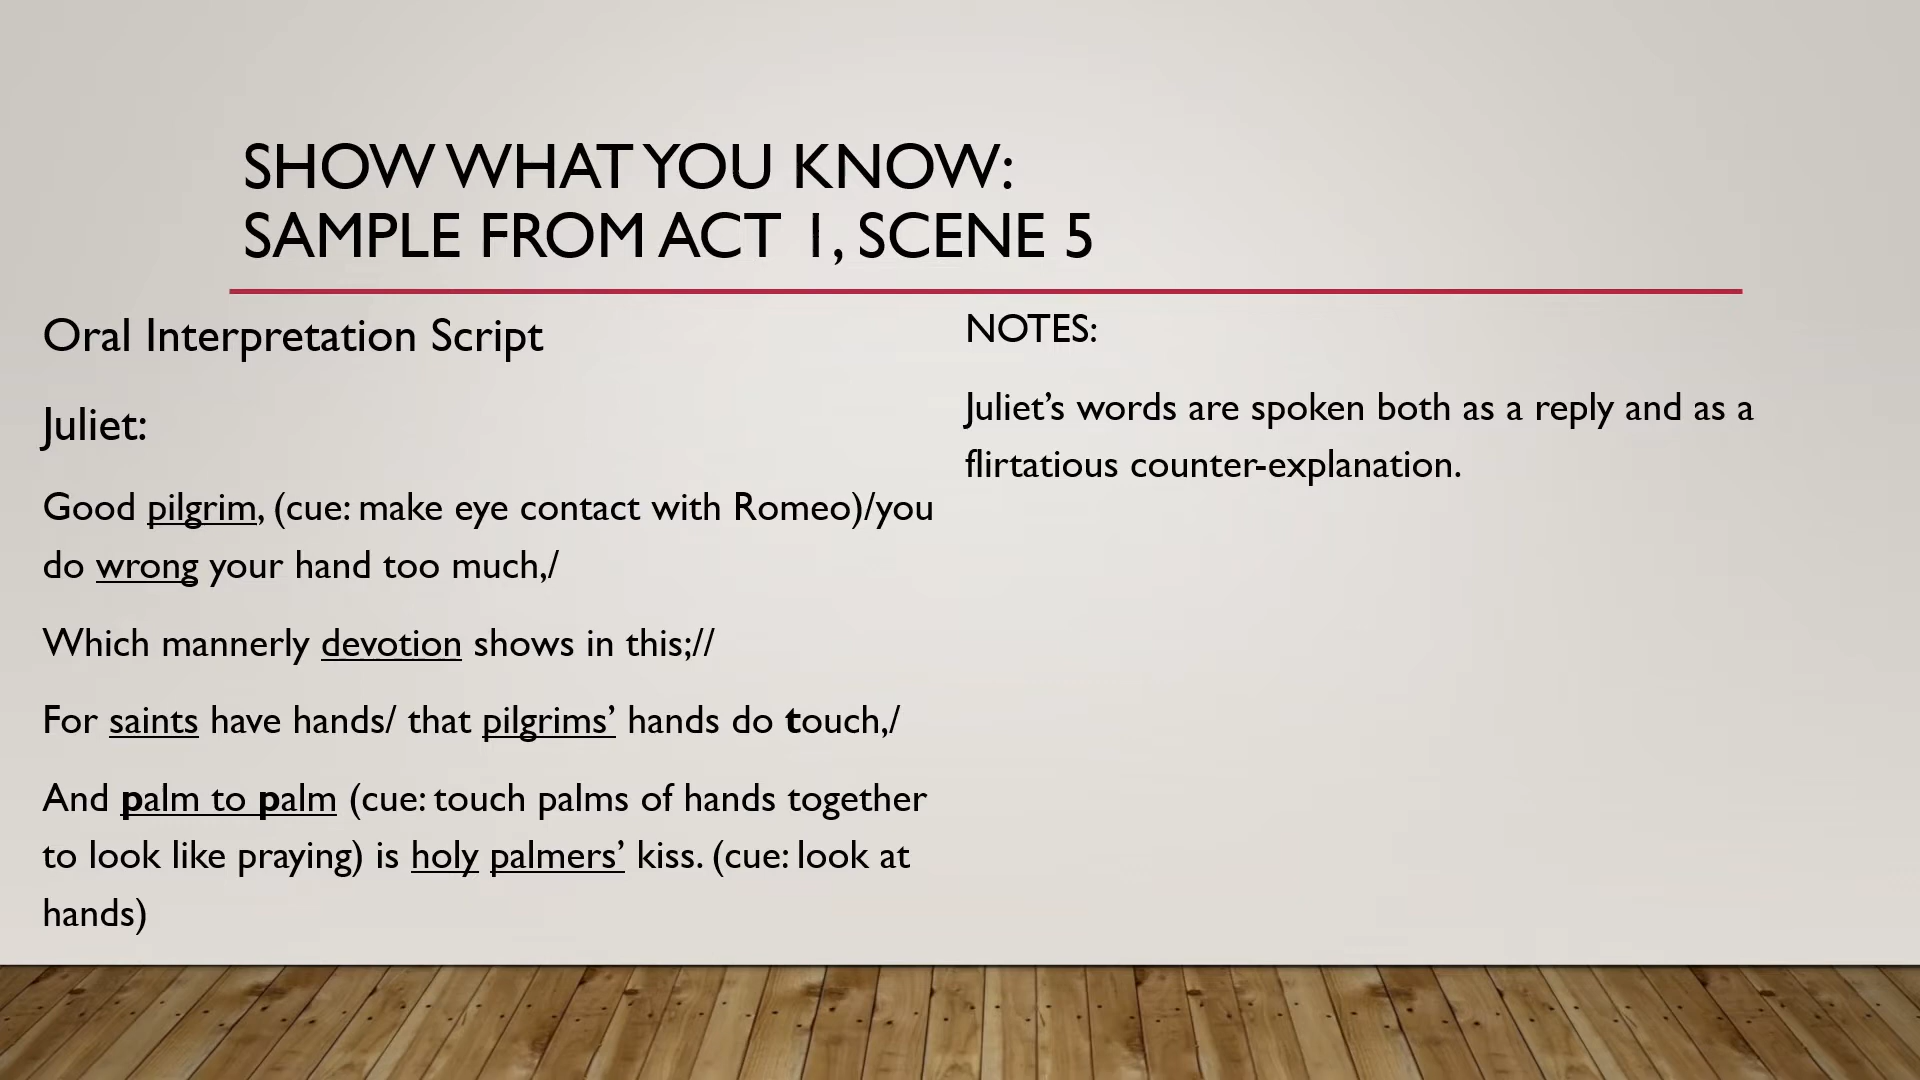 SHOW WHAT YOU KNOW:
SAMPLE FROM ACT 1, SCENE 5
Oral Interpretation Script
Juliet:
Good pilgrim, (cue: make eye contact with Romeo)/you
do wrong your hand too much,/
Which mannerly devotion shows in this;//
For saints have hands/ that pilgrims’ hands do touch,/
And palm to palm (cue: touch palms of hands together
to look like praying) is holy palmers’ kiss. (cue: look at
hands)
NOTES:
Juliet’s words are spoken both as a reply and as a
flirtatious counter-explanation.